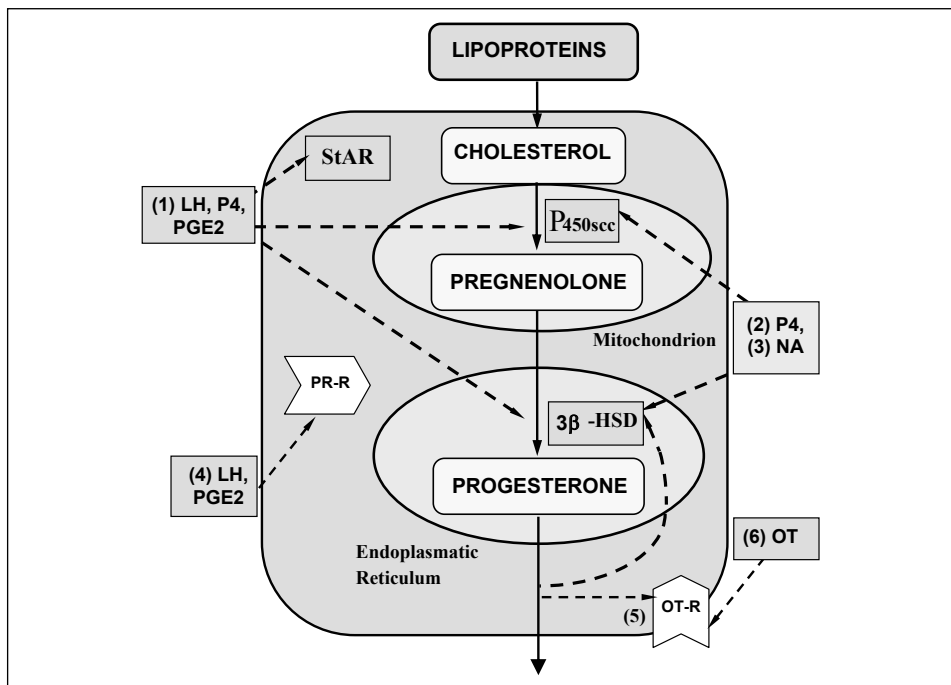 LIPOPROTEINS
CHOLESTEROL
StAR
(1) LH, P4,
PGE2
P450scc
PREGNENOLONE
Mitochondrion
(2) P4,
(3) NA
PR-R
3β -HSD
(4) LH,
PGE2
PROGESTERONE
Endoplasmatic
Reticulum
(6) OT
(5)
OT-R